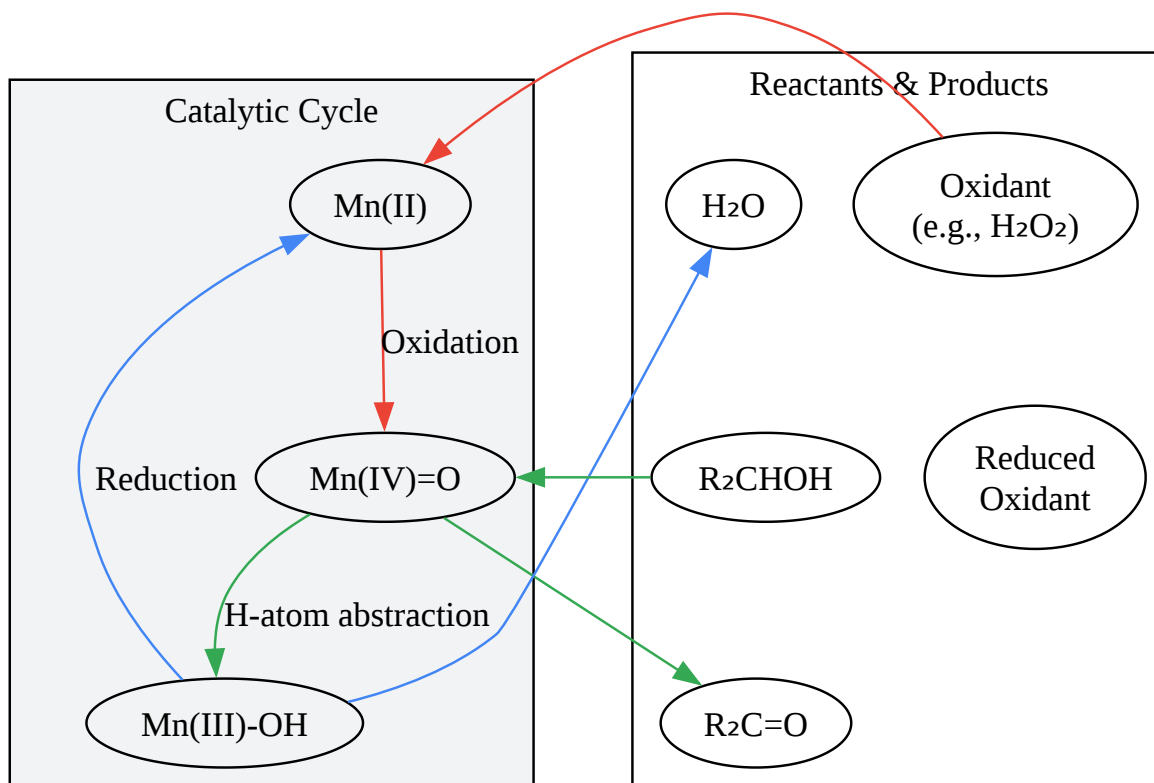 Catalytic Cycle
Mn(II)
Oxidation
Mn(IV)=O
Reduction
H-atom abstraction
Mn(III)-OH
Reactants & Products
H₂O
Oxidant
(e.g., H₂O₂)
R₂CHOH
Reduced
Oxidant
R₂C=O